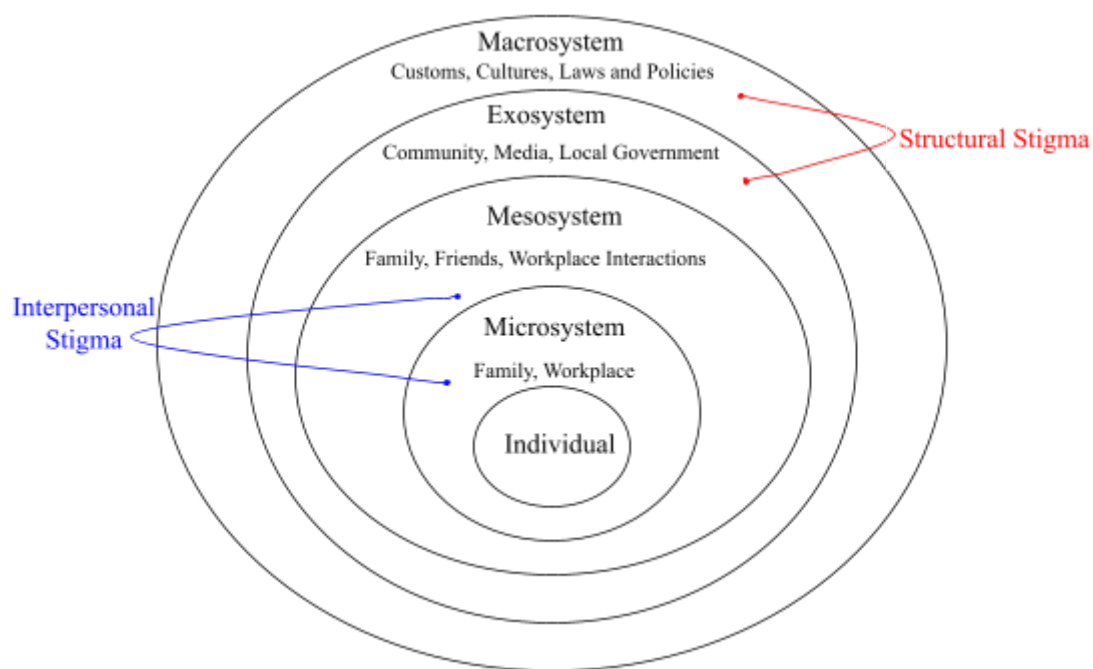 Macrosystem
Customs, Cultures, Laws and Policies
Exosystem
Structural Stigma
Community, Media, Local Government
Mesosystem
Family, Friends, Workplace Interactions
Interpersonal
Stigma
Microsystem
Family, Workplace
Individual